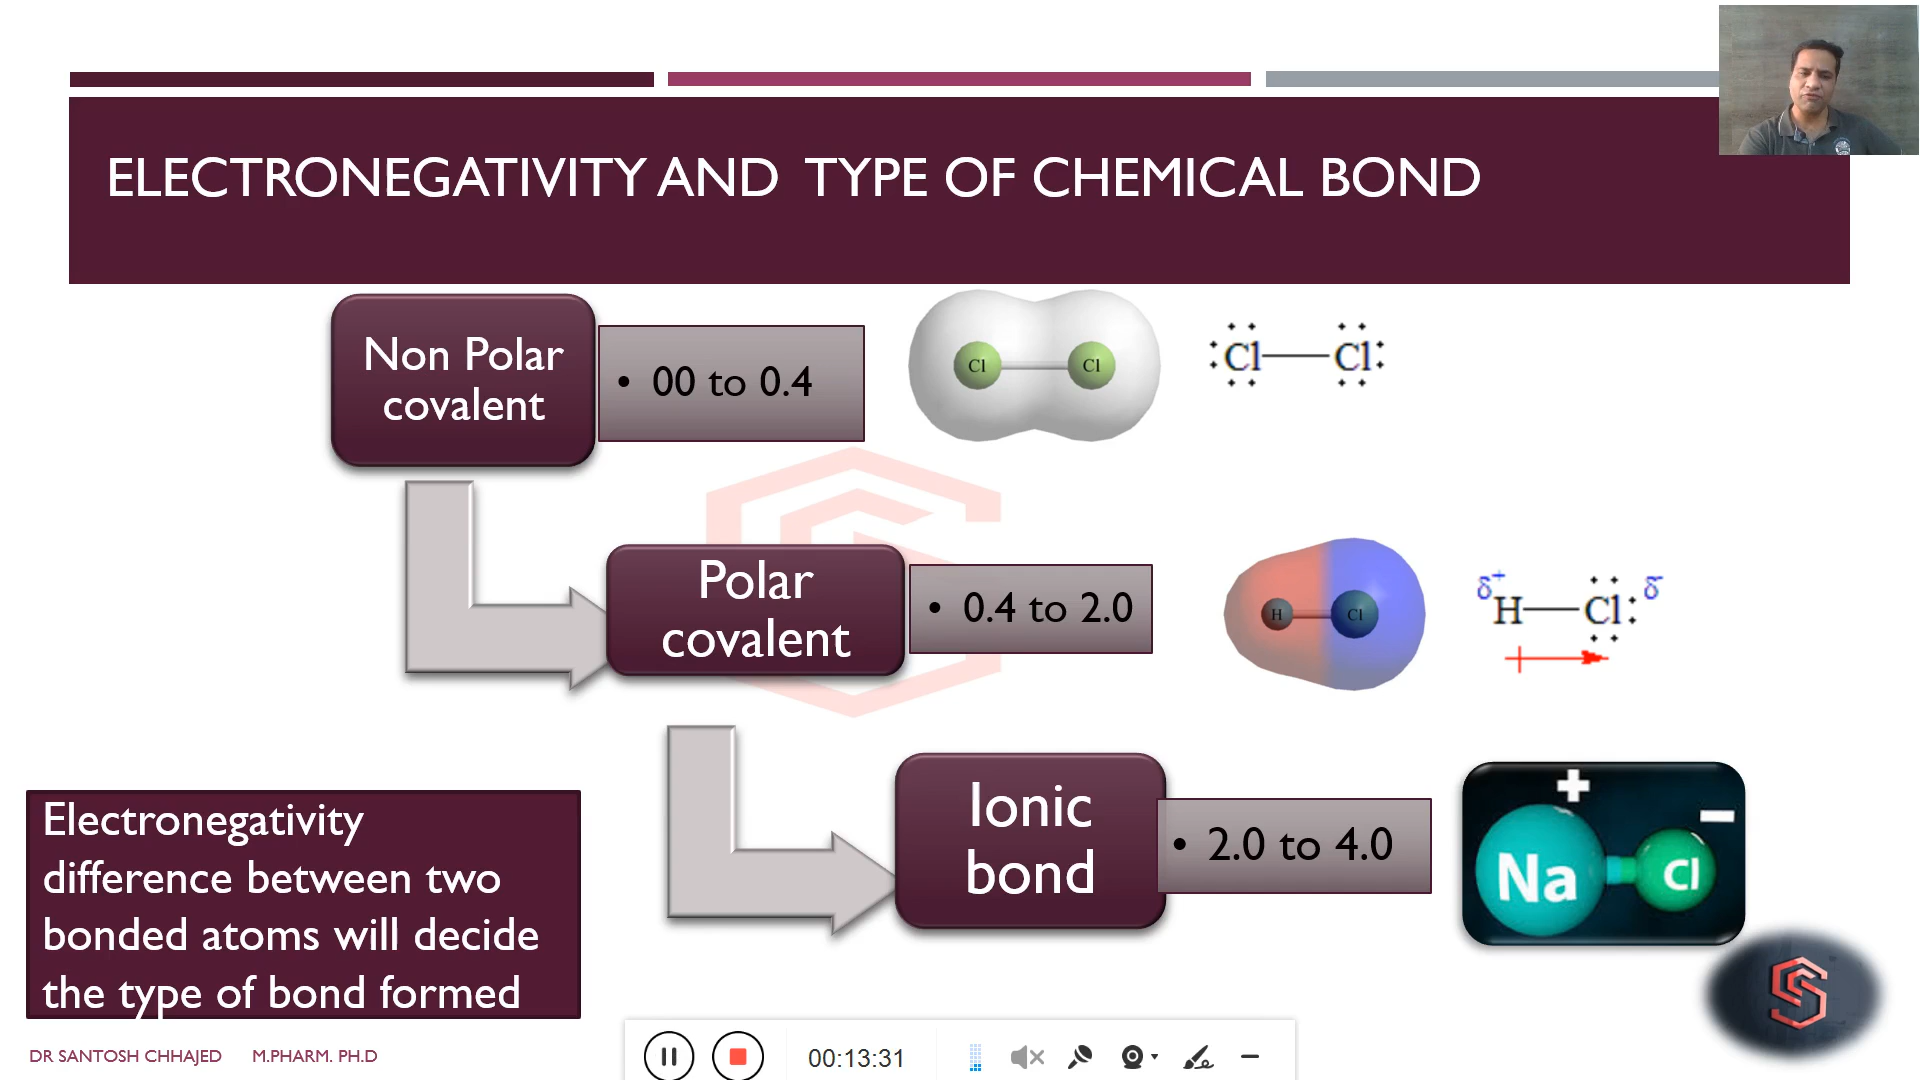 ELECTRONEGATIVITY AND TYPE OF CHEMICAL BOND
Non Polar
covalent
• 00 to 0.4
Cl Cl
:Cl—Cl:
Polar
covalent
• 0.4 to 2.0
H Cl
δ+ H—Cl: δ-
Ionic
bond
• 2.0 to 4.0
+
−
Na Cl
Electronegativity
difference between two
bonded atoms will decide
the type of bond formed
DR SANTOSH CHHAJED M.PHARM. PH.D
00:13:31